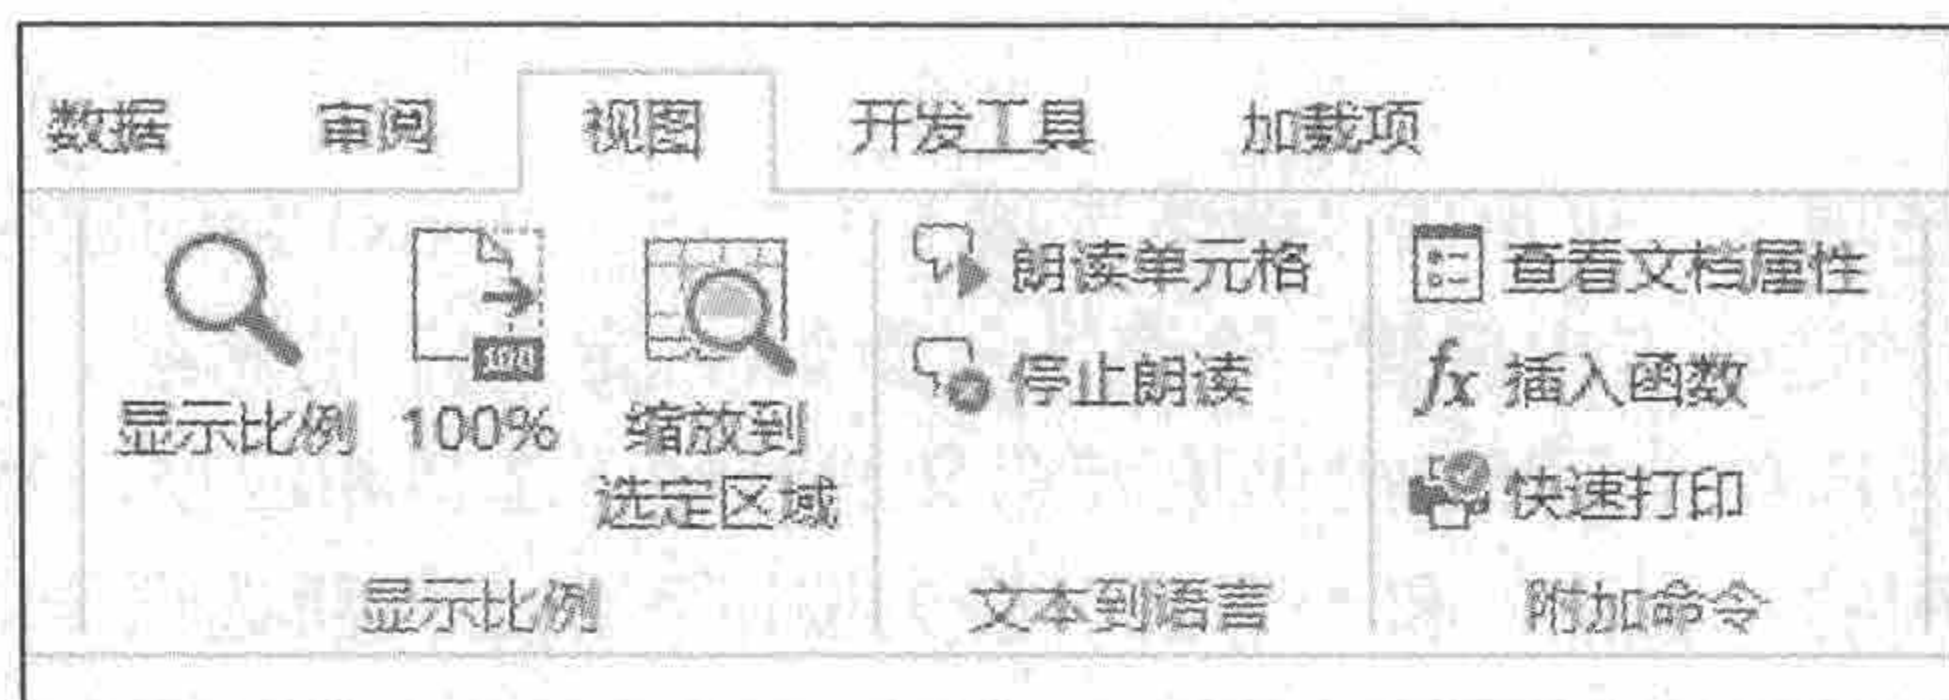 数据 审阅 视图 开发工具 加载项
显示比例 100% 缩放到
选定区域
朗读单元格
停止朗读
查看文档属性
fx 插入函数
快速打印
显示比例 文本到语言 附加命令